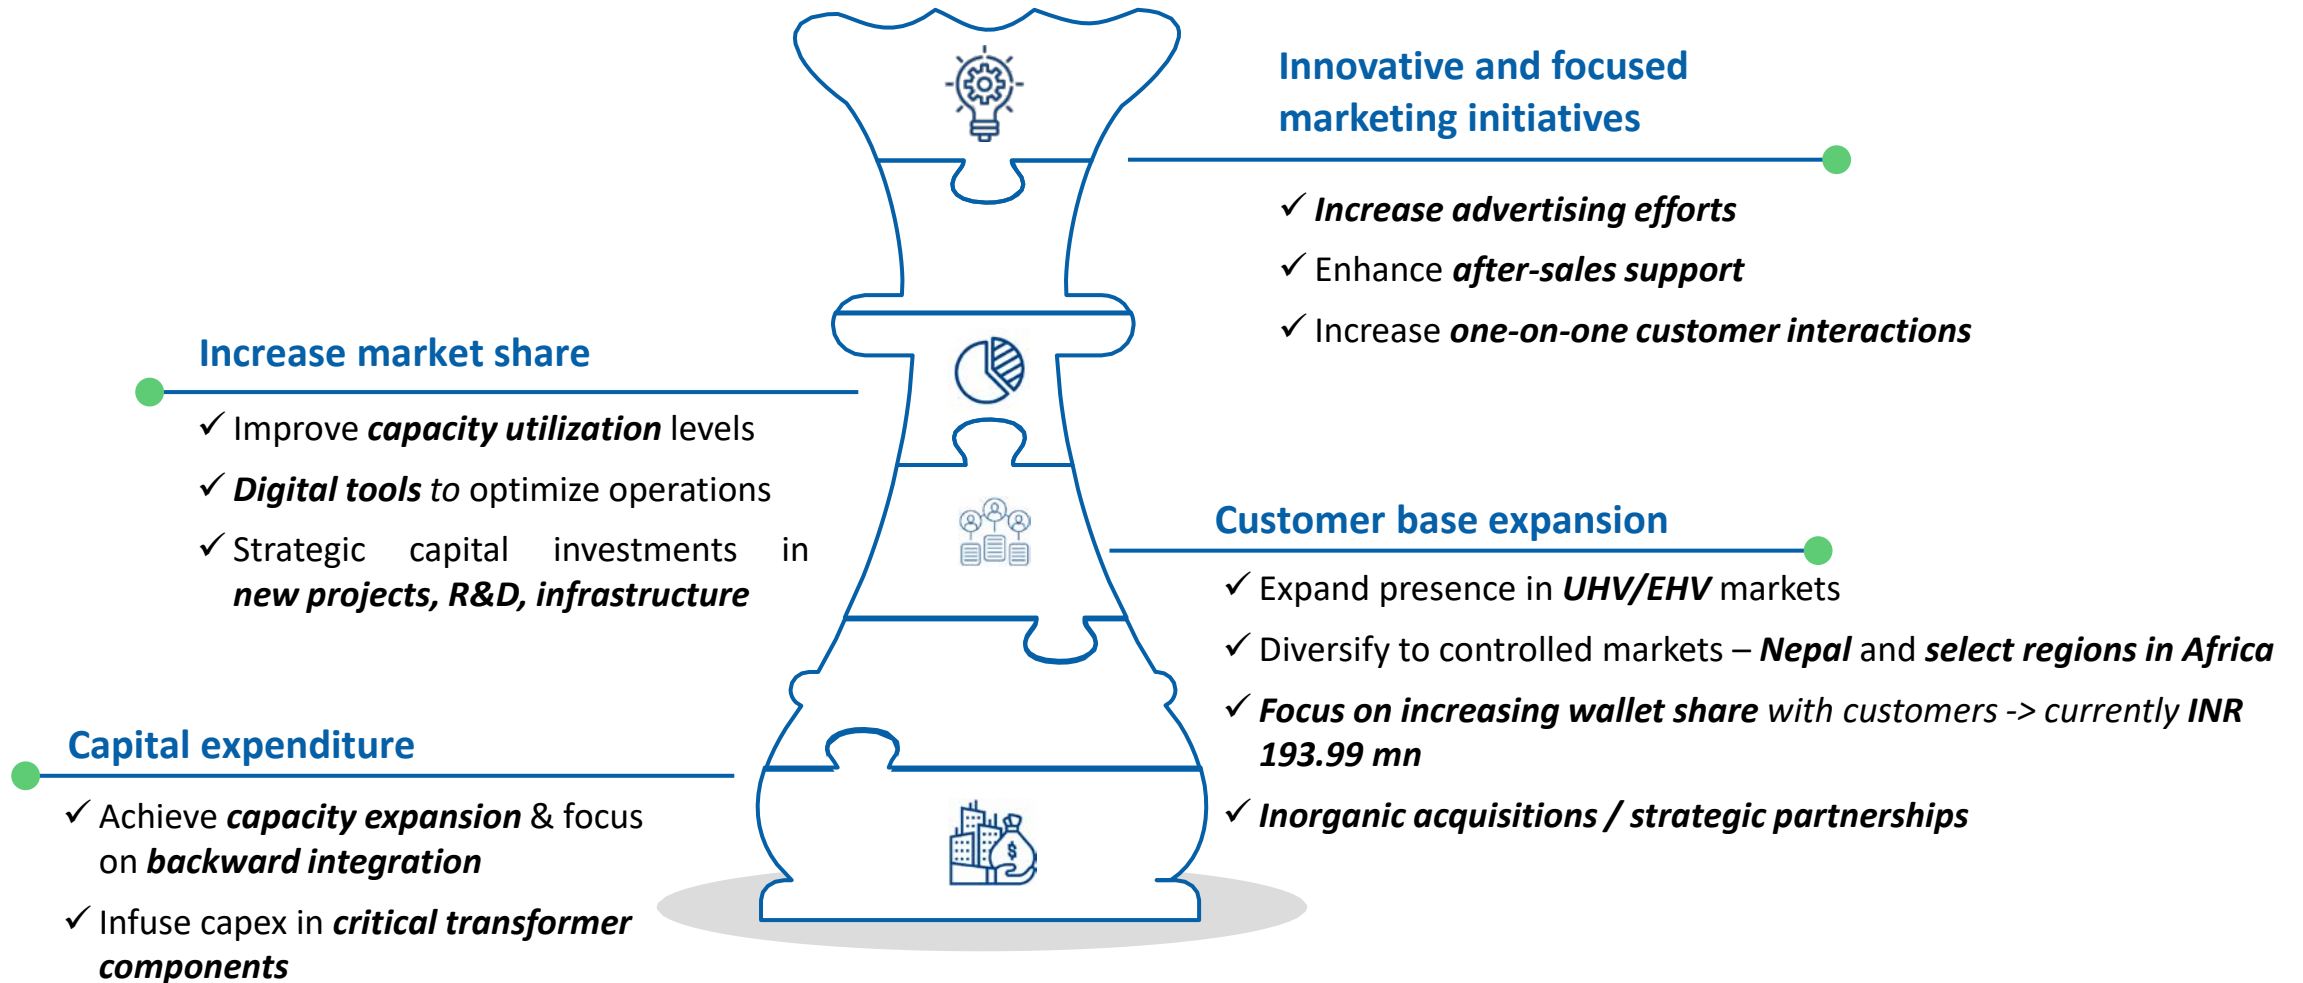 Innovative and focused
marketing initiatives
✓ Increase advertising efforts
✓ Enhance after-sales support
✓ Increase one-on-one customer interactions
Increase market share
✓ Improve capacity utilization levels
✓ Digital tools to optimize operations
✓ Strategic capital investments in
new projects, R&D, infrastructure
Customer base expansion
✓ Expand presence in UHV/EHV markets
✓ Diversify to controlled markets – Nepal and select regions in Africa
✓ Focus on increasing wallet share with customers -> currently INR
193.99 mn
✓ Inorganic acquisitions / strategic partnerships
Capital expenditure
✓ Achieve capacity expansion & focus
on backward integration
✓ Infuse capex in critical transformer
components
$